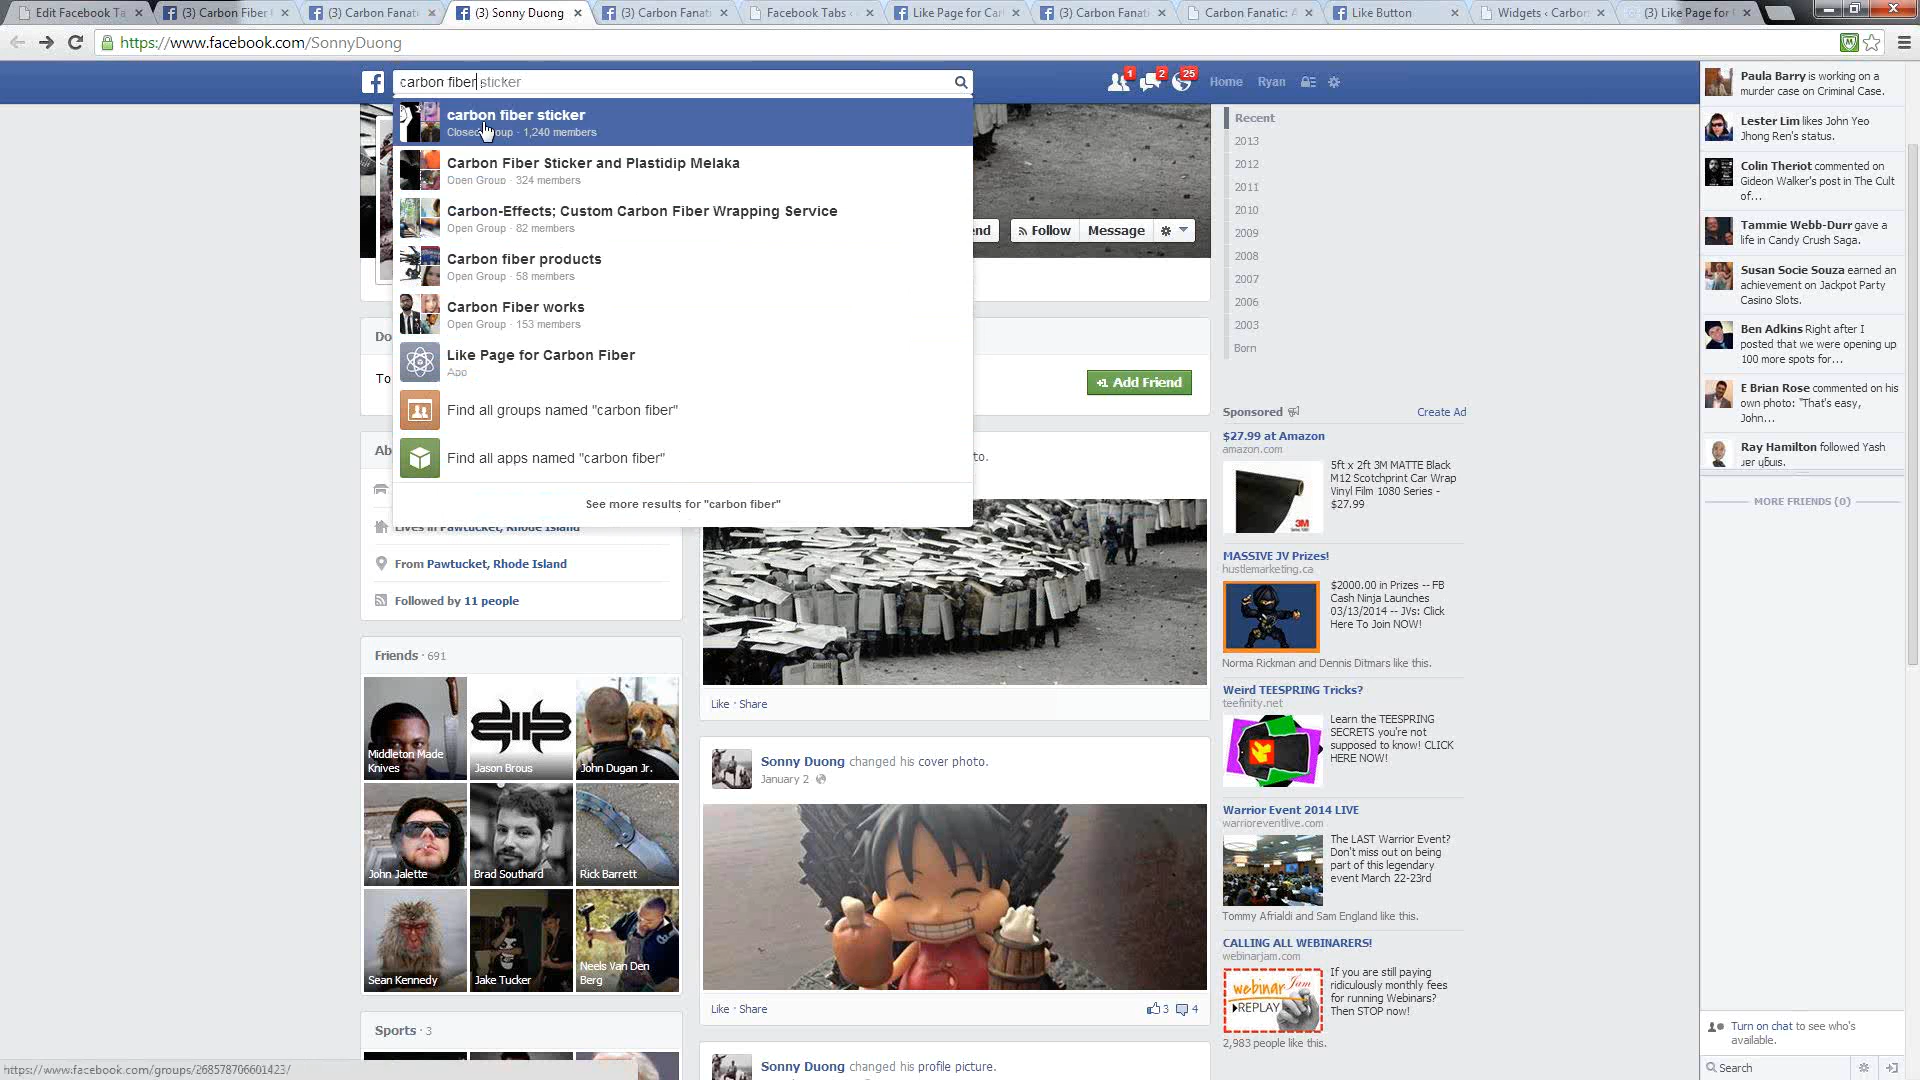 Edit Facebook Ta
(3) Carbon Fiber
(3) Carbon Fanati
(3) Sonny Duong
(3) Carbon Fanati
Facebook Tabs ‹
Like Page for Car
(3) Carbon Fanati
Carbon Fanatic: A
Like Button
Widgets ‹ Carbon
(3) Like Page for
https://www.facebook.com/SonnyDuong
carbon fiber sticker
1
2
25
Home
Ryan
carbon fiber sticker
Closed Group · 1,240 members
Carbon Fiber Sticker and Plastidip Melaka
Open Group · 324 members
Carbon-Effects; Custom Carbon Fiber Wrapping Service
Open Group · 82 members
Carbon fiber products
Open Group · 58 members
Carbon Fiber works
Open Group · 153 members
Like Page for Carbon Fiber
App
Find all groups named "carbon fiber"
Find all apps named "carbon fiber"
See more results for "carbon fiber"
end
Follow
Message
Do
To
+1 Add Friend
Ab
to.
Lives in Pawtucket, Rhode Island
From Pawtucket, Rhode Island
Followed by 11 people
Friends · 691
Middleton Made
Knives
Jason Brous
John Dugan Jr.
John Jalette
Brad Southard
Rick Barrett
Sean Kennedy
Jake Tucker
Neels Van Den
Berg
Sports · 3
https://www.facebook.com/groups/268578706601423/
Like · Share
Sonny Duong changed his cover photo.
January 2
Like · Share
3
4
Sonny Duong changed his profile picture.
Recent
2013
2012
2011
2010
2009
2008
2007
2006
2003
Born
Sponsored
Create Ad
$27.99 at Amazon
amazon.com
5ft x 2ft 3M MATTE Black
M12 Scotchprint Car Wrap
Vinyl Film 1080 Series -
$27.99
3M
MASSIVE JV Prizes!
hustlemarketing.ca
$2000.00 in Prizes -- FB
Cash Ninja Launches
03/13/2014 -- JVs: Click
Here To Join NOW!
Norma Rickman and Dennis Ditmars like this.
Weird TEESPRING Tricks?
teefinity.net
Learn the TEESPRING
SECRETS you're not
supposed to know! CLICK
HERE NOW!
Warrior Event 2014 LIVE
warrioreventlive.com
The LAST Warrior Event?
Don't miss out on being
part of this legendary
event March 22-23rd
Tommy Afrialdi and Sam England like this.
CALLING ALL WEBINARERS!
webinarjam.com
webinar Jam
REPLAY
If you are still paying
ridiculously monthly fees
for running Webinars?
Then STOP now!
2,983 people like this.
Paula Barry is working on a
murder case on Criminal Case.
Lester Lim likes John Yeo
Jhong Ren's status.
Colin Theriot commented on
Gideon Walker's post in The Cult
of...
Tammie Webb-Durr gave a
life in Candy Crush Saga.
Susan Socie Souza earned an
achievement on Jackpot Party
Casino Slots.
Ben Adkins Right after I
posted that we were opening up
100 more spots for...
E Brian Rose commented on his
own photo: "That's easy,
John...
Ray Hamilton followed Yash
MORE FRIENDS (0)
Turn on chat to see who's
available.
Search